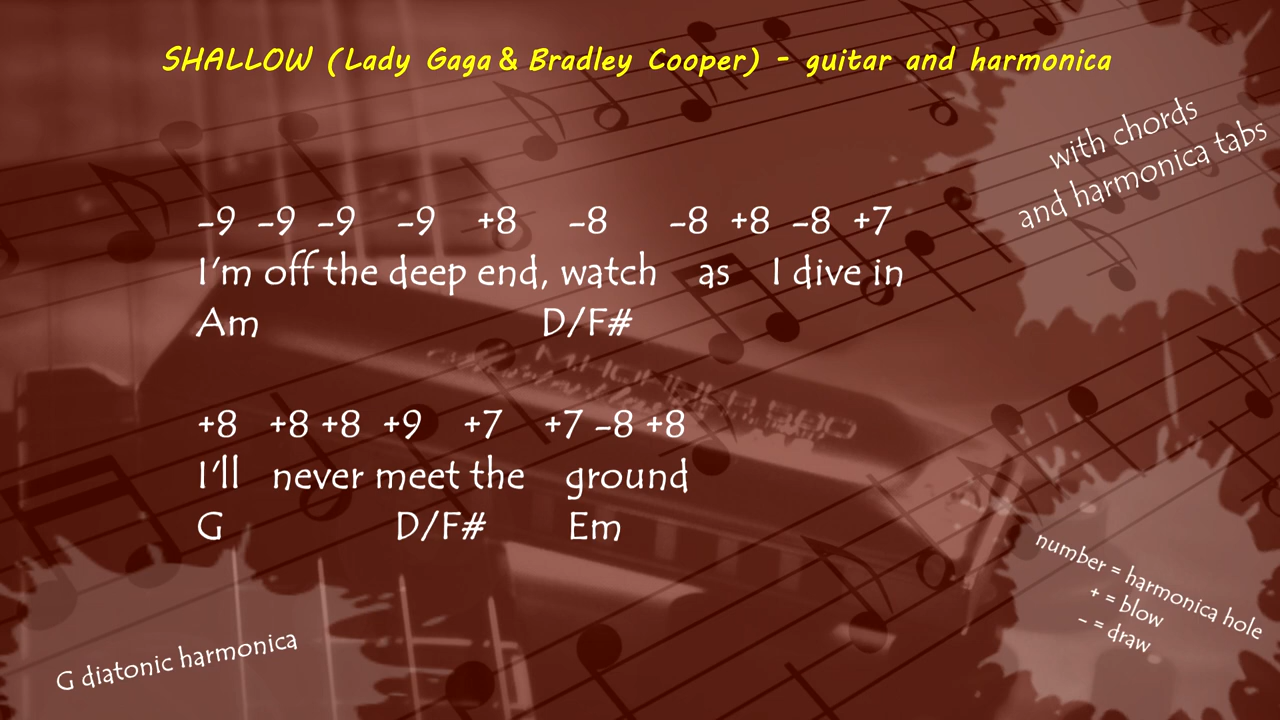 SHALLOW (Lady Gaga & Bradley Cooper) - guitar and harmonica
with chords
and harmonica tabs
-9 -9 -9 -9 +8 -8 -8 +8 -8 +7
I'm off the deep end, watch as I dive in
Am D/F#
+8 +8 +8 +9 +7 +7 -8 +8
I'll never meet the ground
G D/F# Em
number = harmonica hole
+ = blow
- = draw
G diatonic harmonica